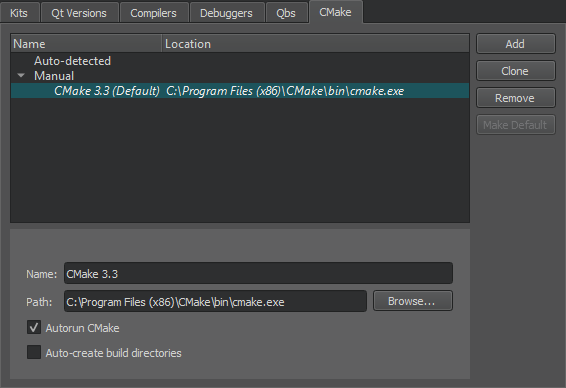 Kits Qt Versions Compilers Debuggers Qbs CMake
Name Location
Auto-detected
Manual
CMake 3.3 (Default) C:\Program Files (x86)\CMake\bin\cmake.exe
Add
Clone
Remove
Make Default
Name: CMake 3.3
Path: C:\Program Files (x86)\CMake\bin\cmake.exe Browse...
Autorun CMake
Auto-create build directories